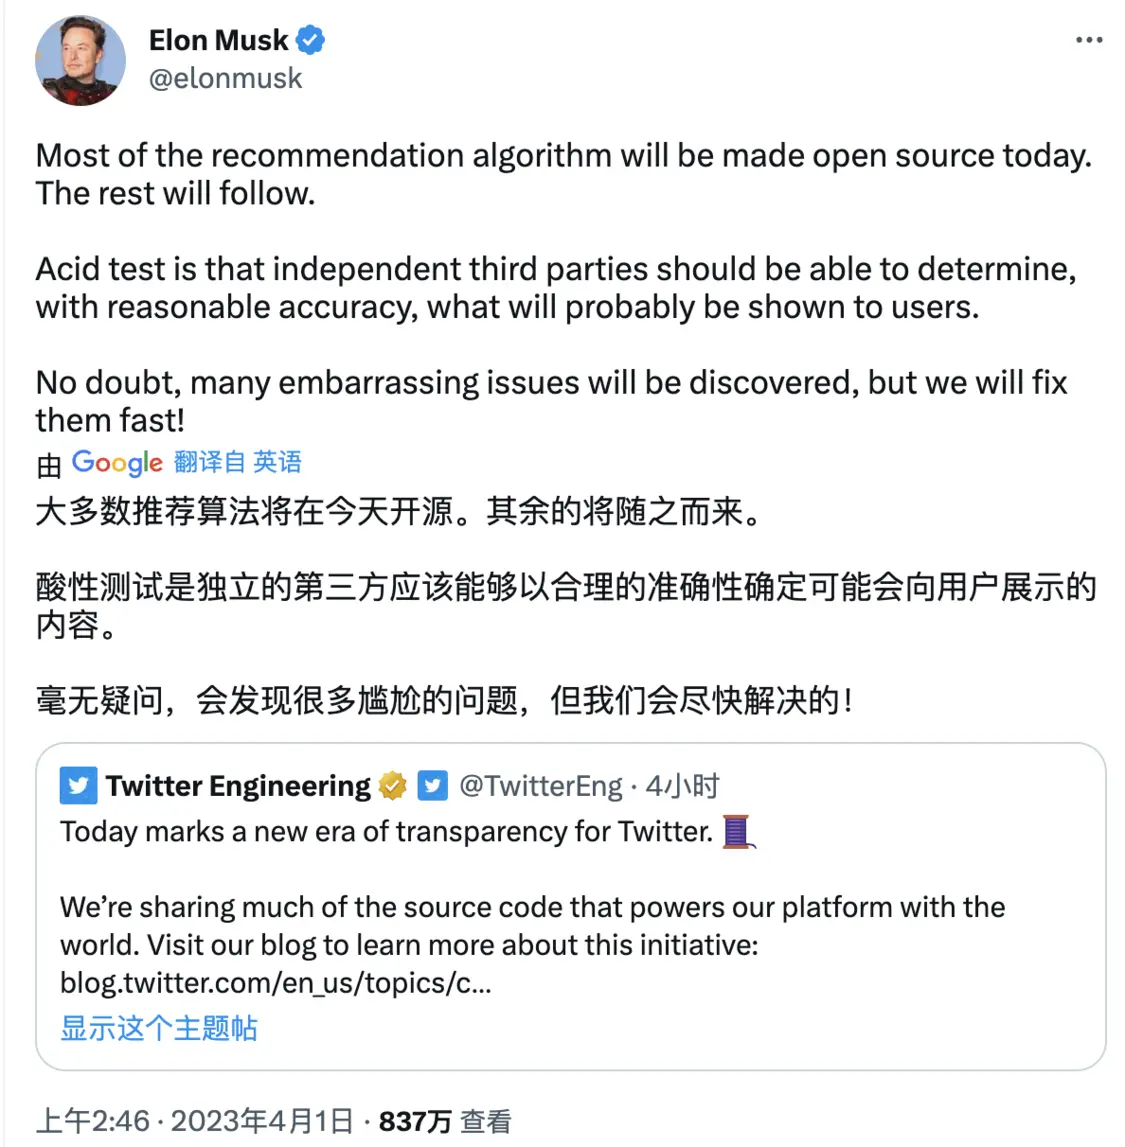 Elon Musk
@elonmusk
Most of the recommendation algorithm will be made open source today.
The rest will follow.
Acid test is that independent third parties should be able to determine,
with reasonable accuracy, what will probably be shown to users.
No doubt, many embarrassing issues will be discovered, but we will fix
them fast!
由 Google 翻译自 英语
大多数推荐算法将在今天开源。其余的将随之而来。
酸性测试是独立的第三方应该能够以合理的准确性确定可能会向用户展示的
内容。
毫无疑问，会发现很多尴尬的问题，但我们会尽快解决的！
Twitter Engineering @TwitterEng · 4小时
Today marks a new era of transparency for Twitter.
We’re sharing much of the source code that powers our platform with the
world. Visit our blog to learn more about this initiative:
blog.twitter.com/en_us/topics/c…
显示这个主题帖
上午2:46 · 2023年4月1日 · 837万 查看